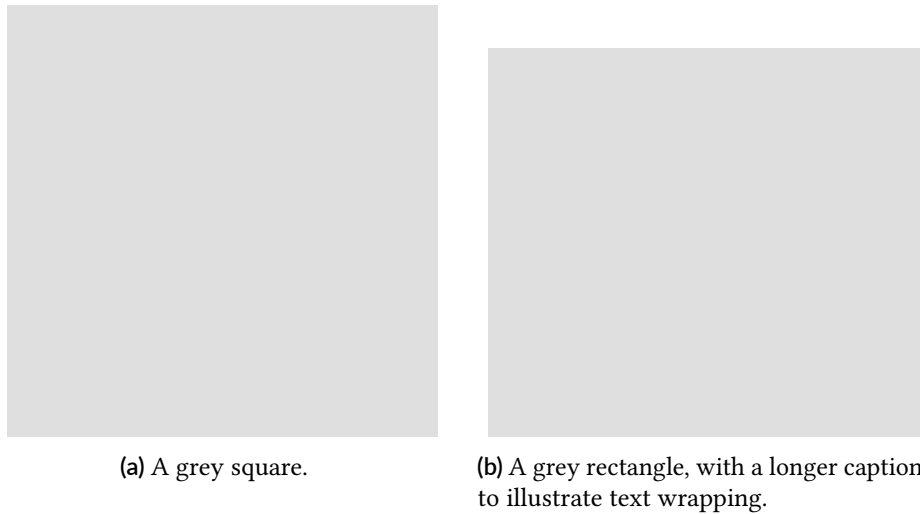 (a) A grey square.
(b) A grey rectangle, with a longer caption
to illustrate text wrapping.